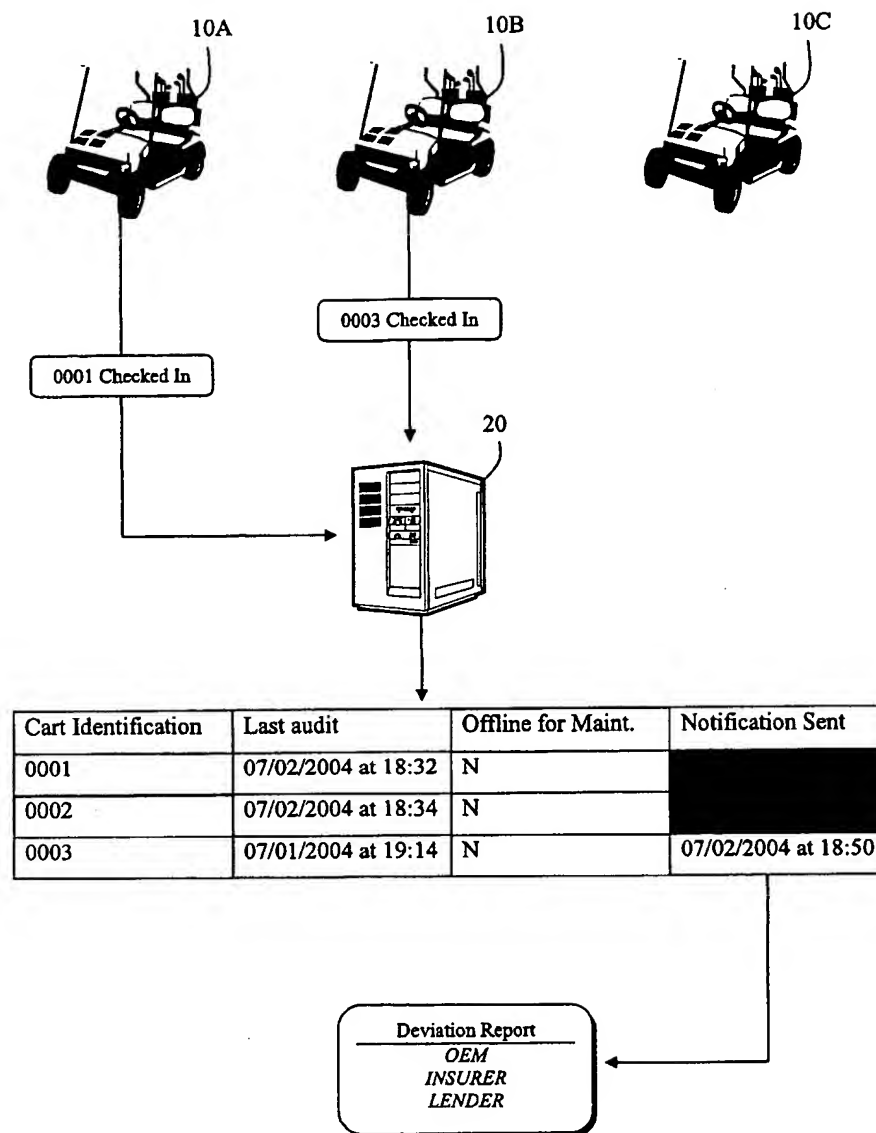 10A
10B
10C
0003 Checked In
0001 Checked In
20
Cart Identification Last audit Offline for Maint. Notification Sent
0001 07/02/2004 at 18:32 N
0002 07/02/2004 at 18:34 N
0003 07/01/2004 at 19:14 N 07/02/2004 at 18:50
Deviation Report
OEM
INSURER
LENDER